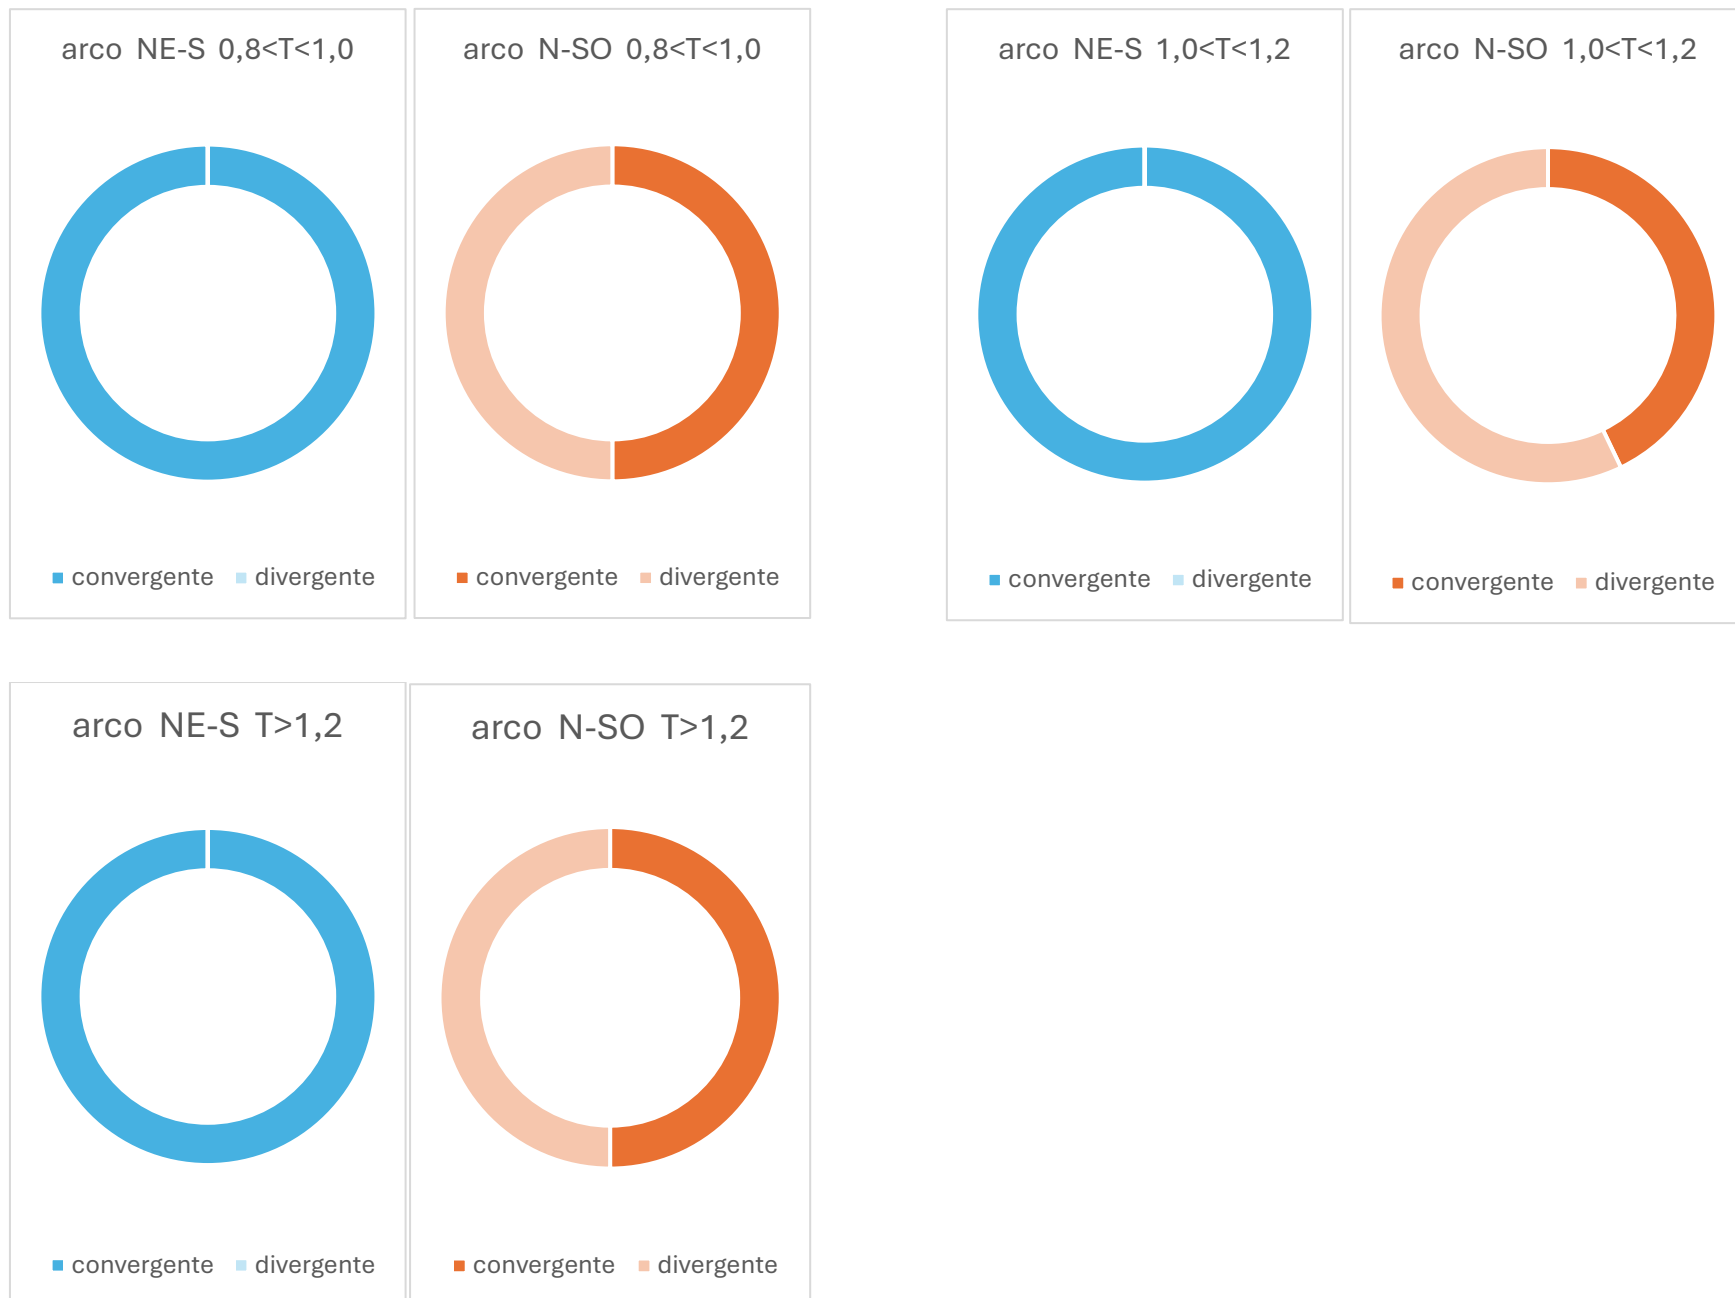 arco NE-S 0,8<T<1,0
convergente divergente
arco N-SO 0,8<T<1,0
convergente divergente
arco NE-S 1,0<T<1,2
convergente divergente
arco N-SO 1,0<T<1,2
convergente divergente
arco NE-S T>1,2
convergente divergente
arco N-SO T>1,2
convergente divergente